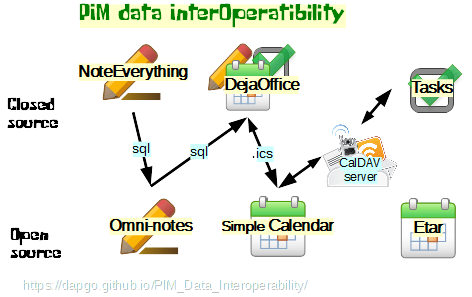 PiM data interOperatibility
NoteEverything
DejaOffice
Tasks
Closed
source
sql
sql
.ics
CalDAV
server
Omni-notes
Simple Calendar
Etar
Open
source
https://dapgo.github.io/PIM_Data_Interoperability/